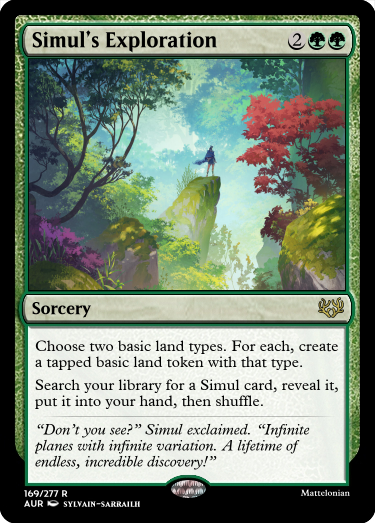 Simul's Exploration 2
Sorcery
Choose two basic land types. For each, create
a tapped basic land token with that type.
Search your library for a Simul card, reveal it,
put it into your hand, then shuffle.
“Don't you see?” Simul exclaimed. “Infinite
planes with infinite variation. A lifetime of
endless, incredible discovery!”
169/277 R Mattelonian
AUR SYLVAIN-SARRAILH